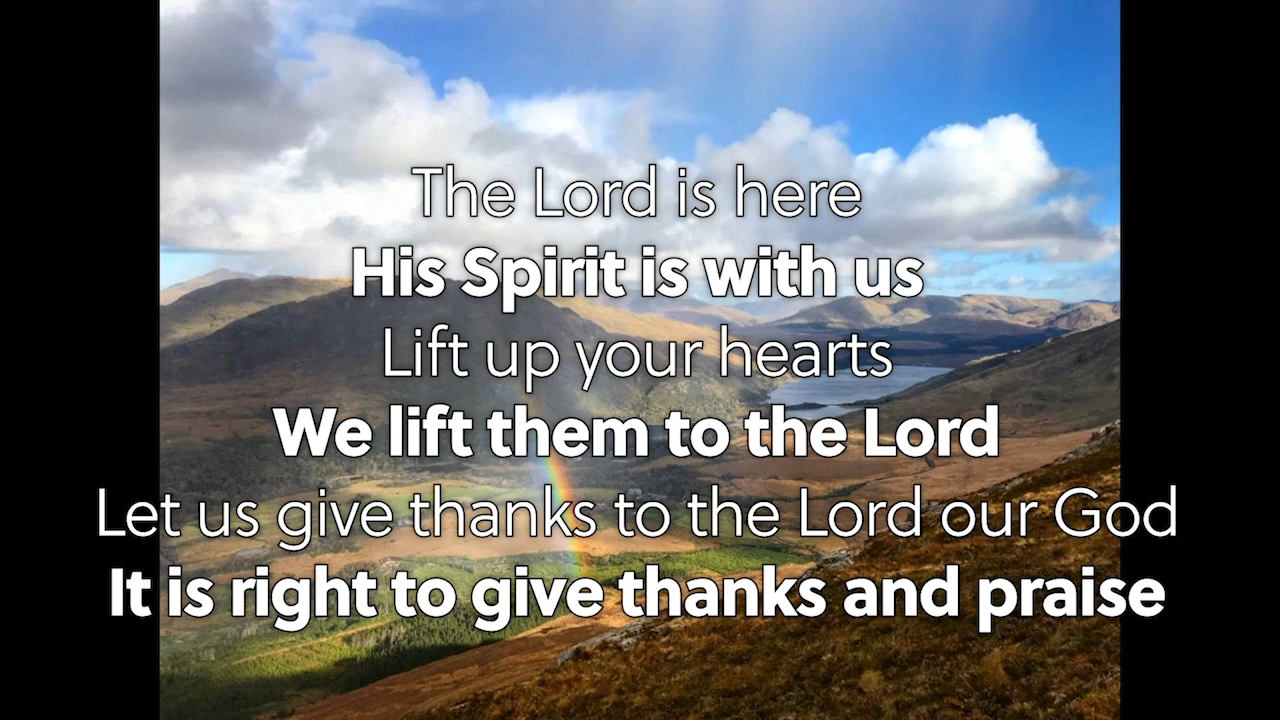 The Lord is here
His Spirit is with us
Lift up your hearts
We lift them to the Lord
Let us give thanks to the Lord our God
It is right to give thanks and praise